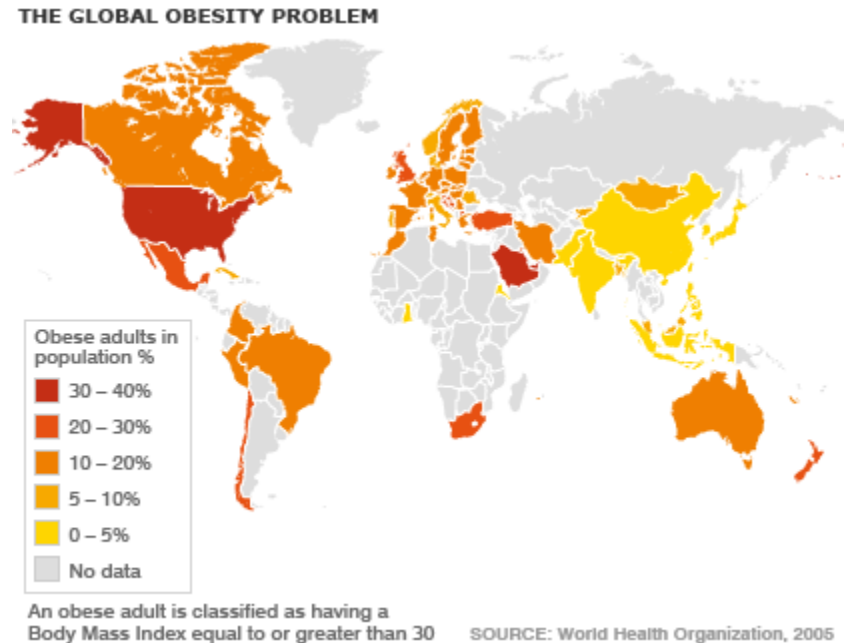 THE GLOBAL OBESITY PROBLEM
Obese adults in
population %
30 – 40%
20 – 30%
10 – 20%
5 – 10%
0 – 5%
No data
An obese adult is classified as having a
Body Mass Index equal to or greater than 30
SOURCE: World Health Organization, 2005